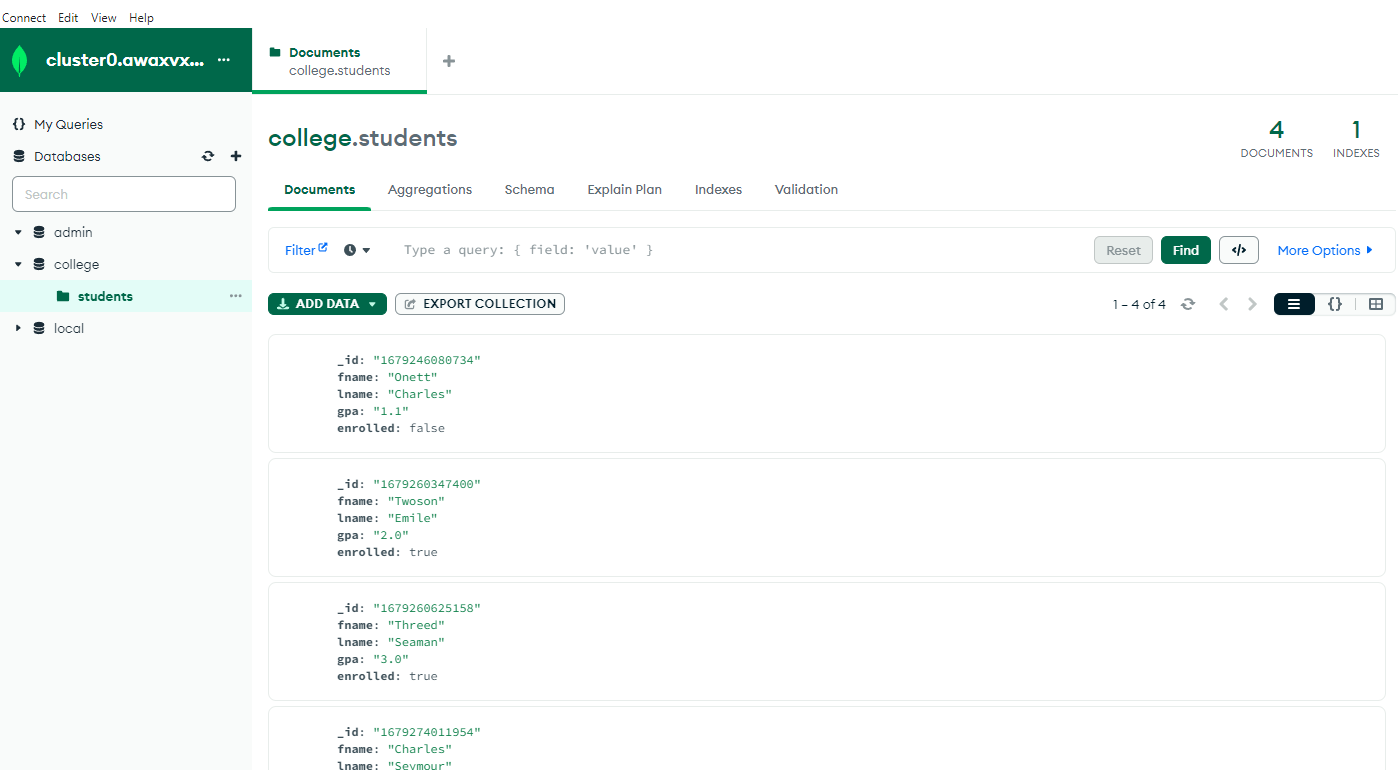 Connect Edit View Help
cluster0.awaxvx... ...
Documents
college.students
{} My Queries
Databases
Search
admin
college
students ...
local
college.students
4
DOCUMENTS
1
INDEXES
Documents Aggregations Schema Explain Plan Indexes Validation
Filter Type a query: { field: 'value' } Reset Find </> More Options
ADD DATA EXPORT COLLECTION 1 – 4 of 4 {}
_id: "1679246080734"
fname: "Onett"
lname: "Charles"
gpa: "1.1"
enrolled: false
_id: "1679260347400"
fname: "Twoson"
lname: "Emile"
gpa: "2.0"
enrolled: true
_id: "1679260625158"
fname: "Threed"
lname: "Seaman"
gpa: "3.0"
enrolled: true
_id: "1679274011954"
fname: "Charles"
lname: "Seymour"